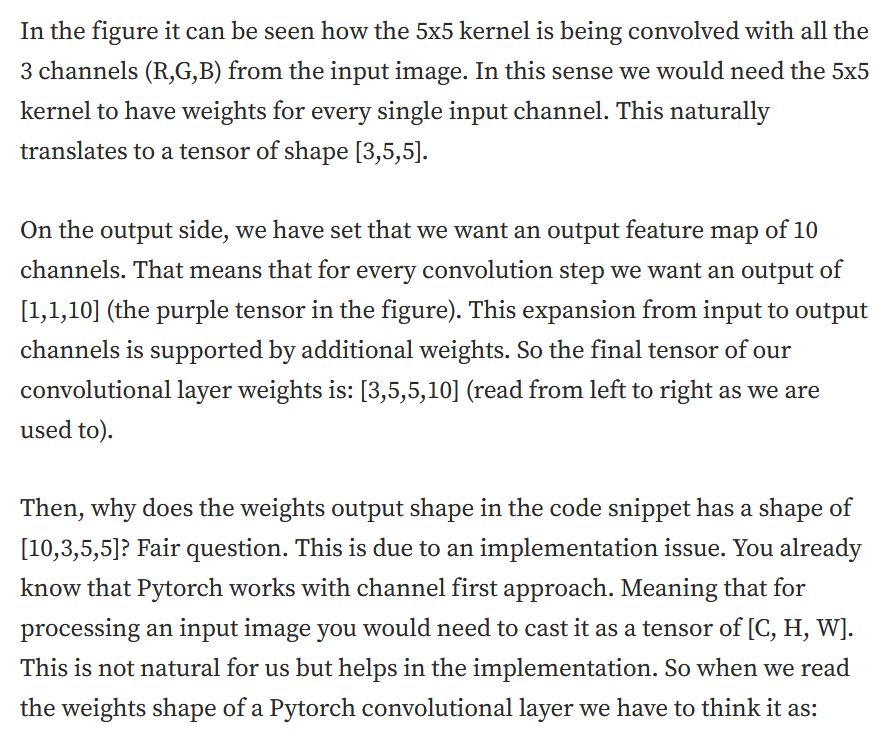 In the figure it can be seen how the 5x5 kernel is being convolved with all the
3 channels (R,G,B) from the input image. In this sense we would need the 5x5
kernel to have weights for every single input channel. This naturally
translates to a tensor of shape [3,5,5].
On the output side, we have set that we want an output feature map of 10
channels. That means that for every convolution step we want an output of
[1,1,10] (the purple tensor in the figure). This expansion from input to output
channels is supported by additional weights. So the final tensor of our
convolutional layer weights is: [3,5,5,10] (read from left to right as we are
used to).
Then, why does the weights output shape in the code snippet has a shape of
[10,3,5,5]? Fair question. This is due to an implementation issue. You already
know that Pytorch works with channel first approach. Meaning that for
processing an input image you would need to cast it as a tensor of [C, H, W].
This is not natural for us but helps in the implementation. So when we read
the weights shape of a Pytorch convolutional layer we have to think it as: